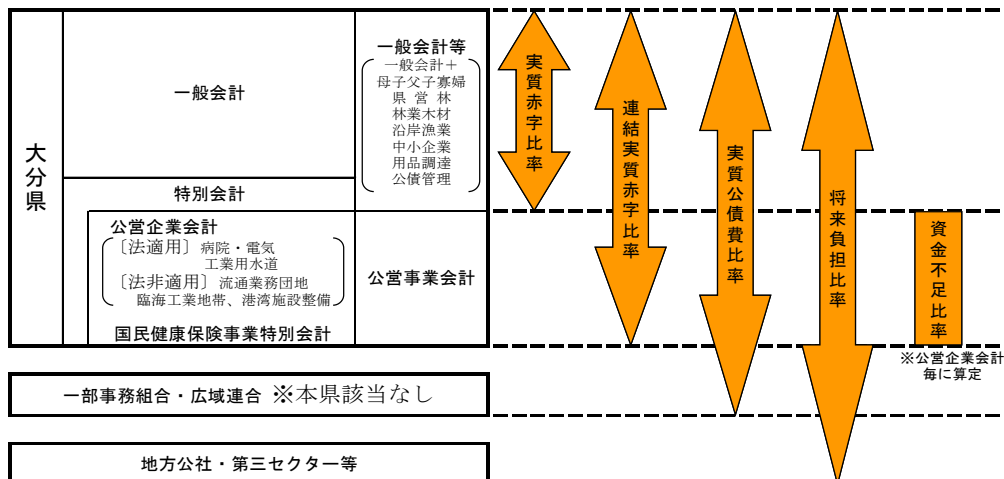 大分県
一般会計
特別会計
一般会計等
一般会計＋
母子父子寡婦
県営林
林業木材
沿岸漁業
中小企業
用品調達
公債管理
公営企業会計
〔法適用〕病院・電気
工業用水道
〔法非適用〕流通業務団地
臨海工業地帯、港湾施設整備
国民健康保険事業特別会計
公営事業会計
一部事務組合・広域連合 ※本県該当なし
地方公社・第三セクター等
実質赤字比率
連結実質赤字比率
実質公債費比率
将来負担比率
資金不足比率
※公営企業会計
毎に算定